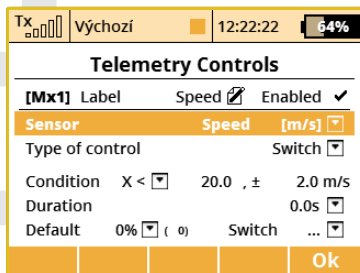 Tx Výchozí 12:22:22 64%
Telemetry Controls
[Mx1] Label Speed Enabled ✔
Sensor Speed [m/s]
Type of control Switch
Condition X < 20.0 , ± 2.0 m/s
Duration 0.0s
Default 0% ( 0) Switch ...
Ok